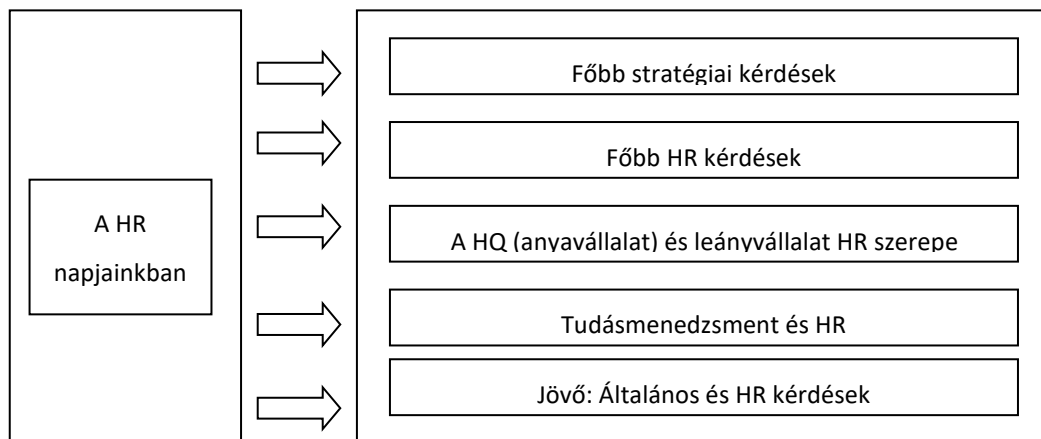 A HR
napjainkban
Főbb stratégiai kérdések
Főbb HR kérdések
A HQ (anyavállalat) és leányvállalat HR szerepe
Tudásmenedzsment és HR
Jövő: Általános és HR kérdések